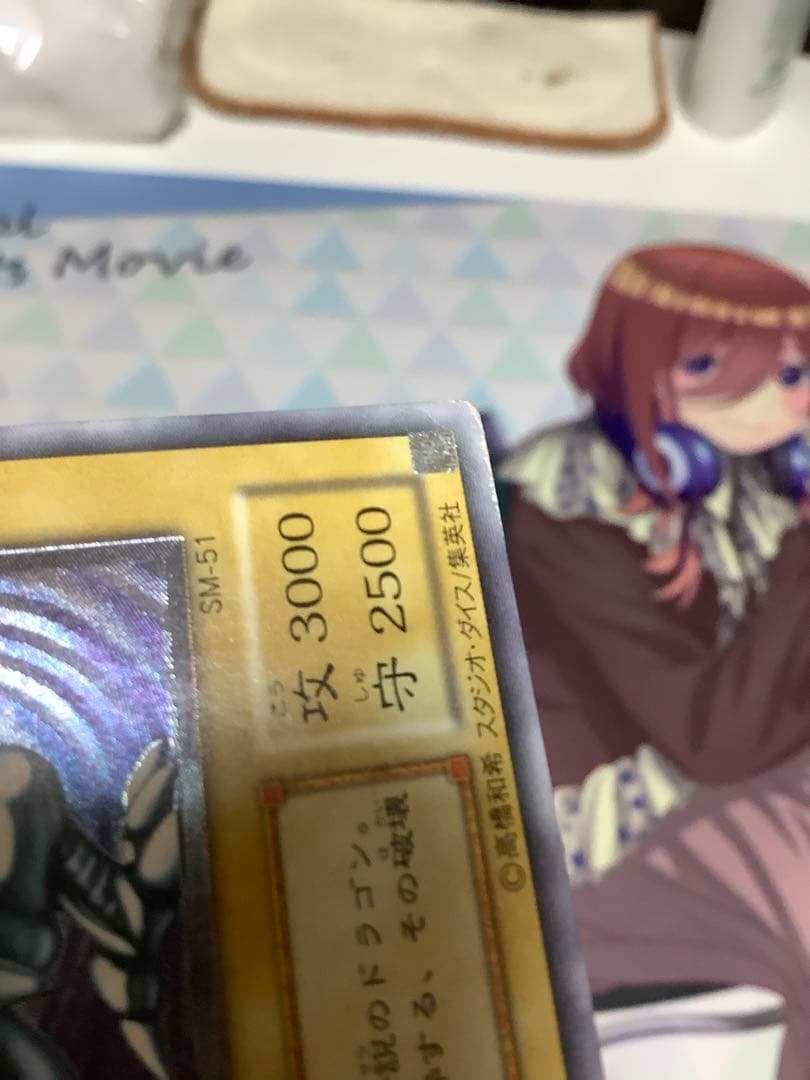 's Movie
SM-51
こう
攻 3000
しゅ
守 2500
説のドラゴン。
する、その破壊
©高橋和希 スタジオ・ダイス/集英社